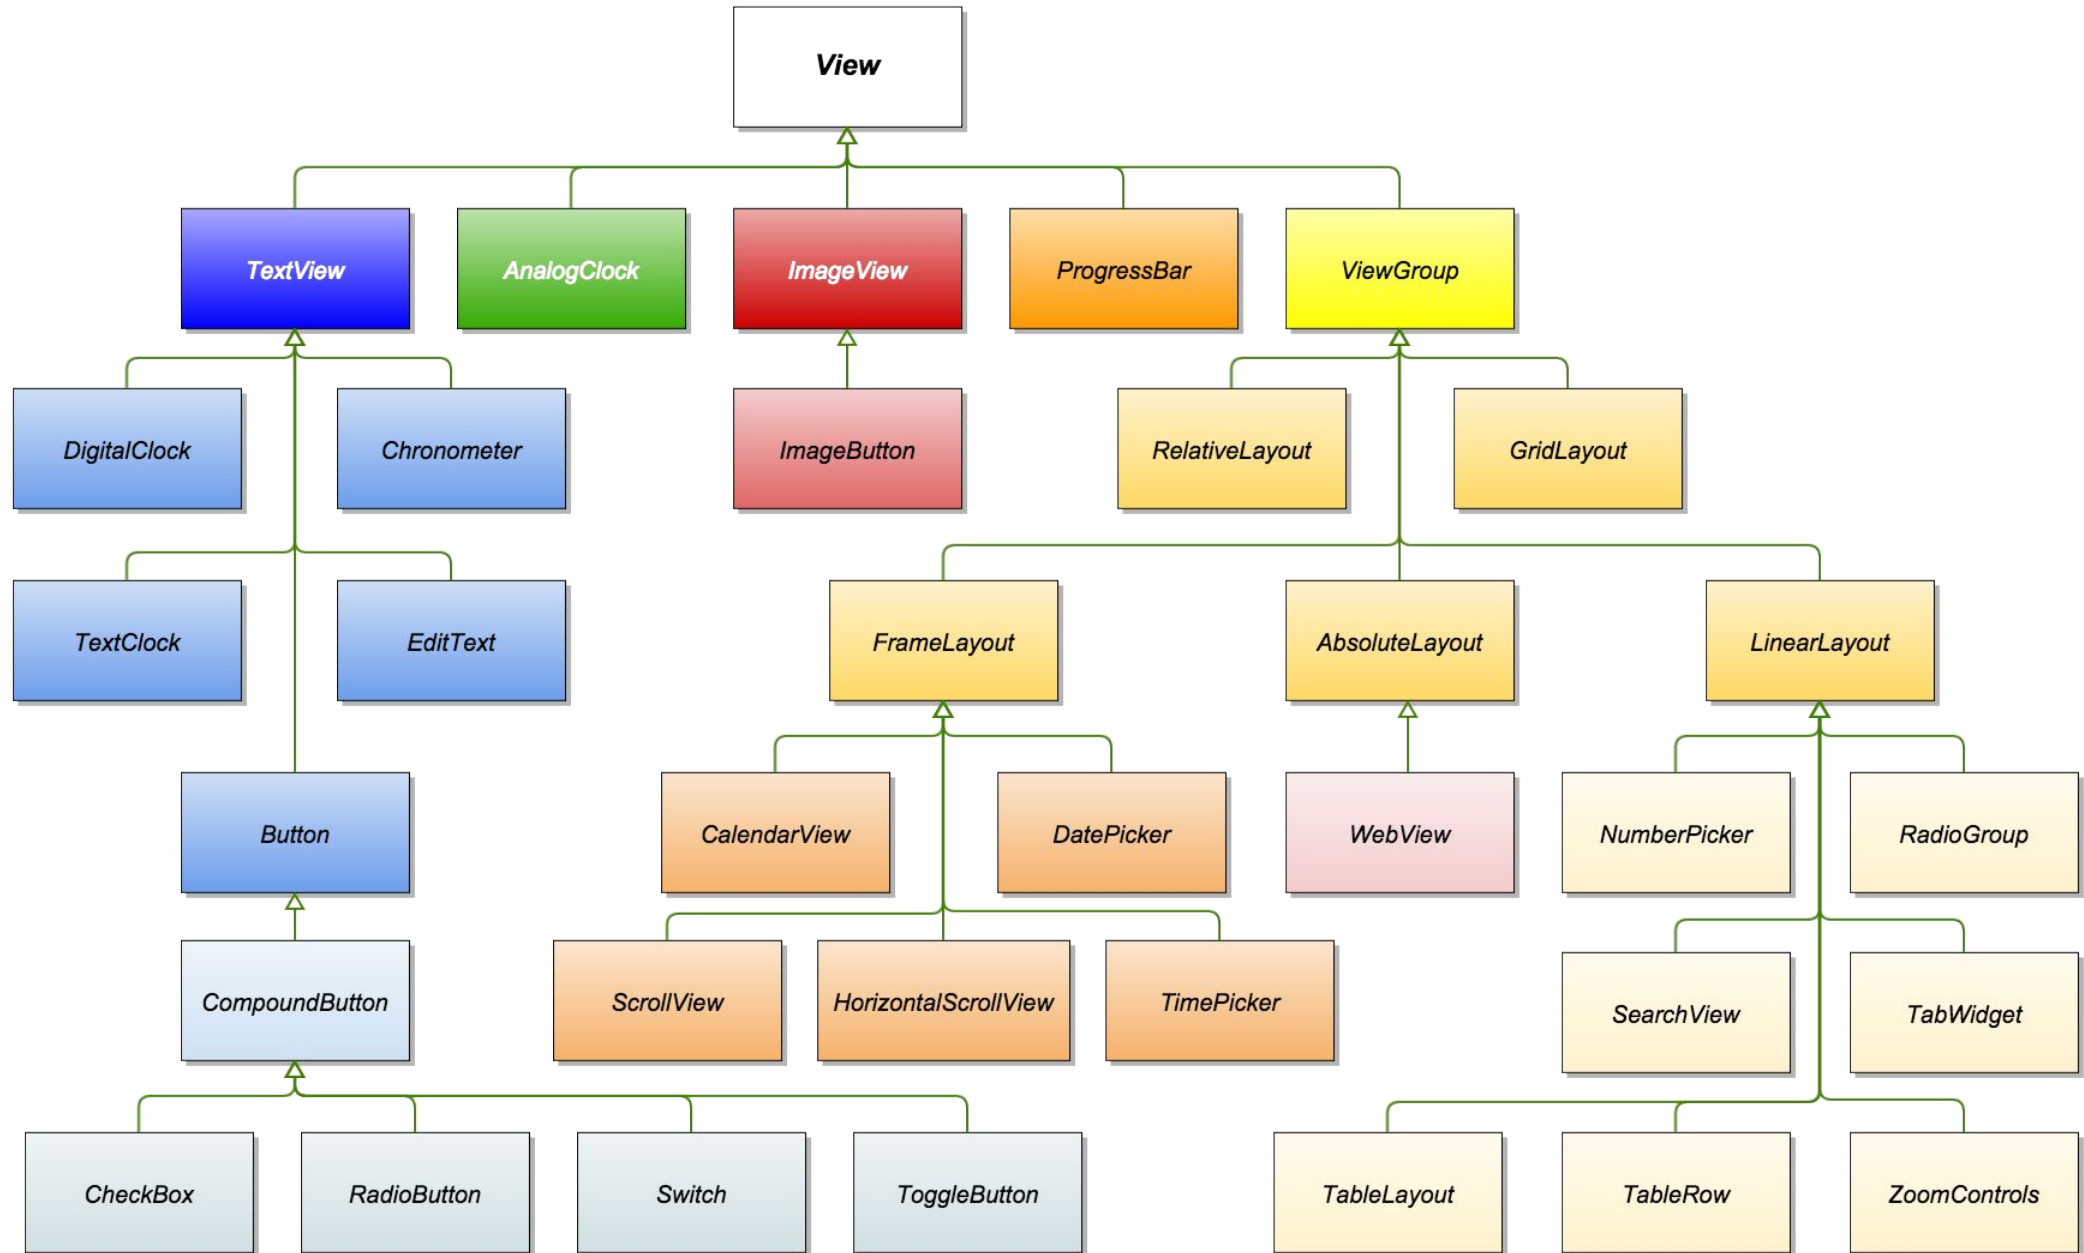 View
TextView
AnalogClock
ImageView
ProgressBar
ViewGroup
DigitalClock
Chronometer
ImageButton
RelativeLayout
GridLayout
TextClock
EditText
FrameLayout
AbsoluteLayout
LinearLayout
Button
CalendarView
DatePicker
WebView
NumberPicker
RadioGroup
CompoundButton
ScrollView
HorizontalScrollView
TimePicker
SearchView
TabWidget
CheckBox
RadioButton
Switch
ToggleButton
TableLayout
TableRow
ZoomControls